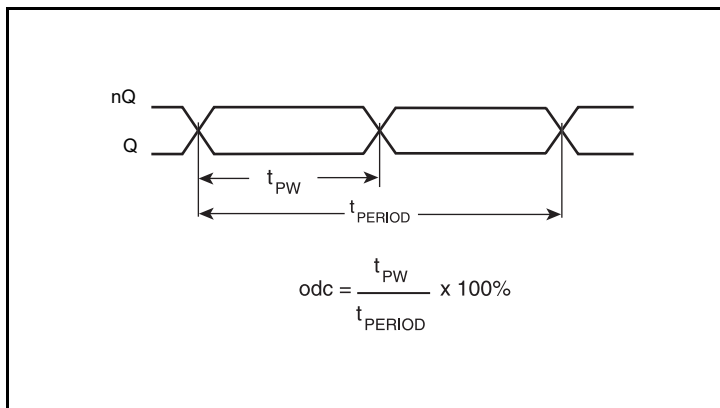 nQ
Q
tPW
tPERIOD
odc = tPW / tPERIOD x 100%